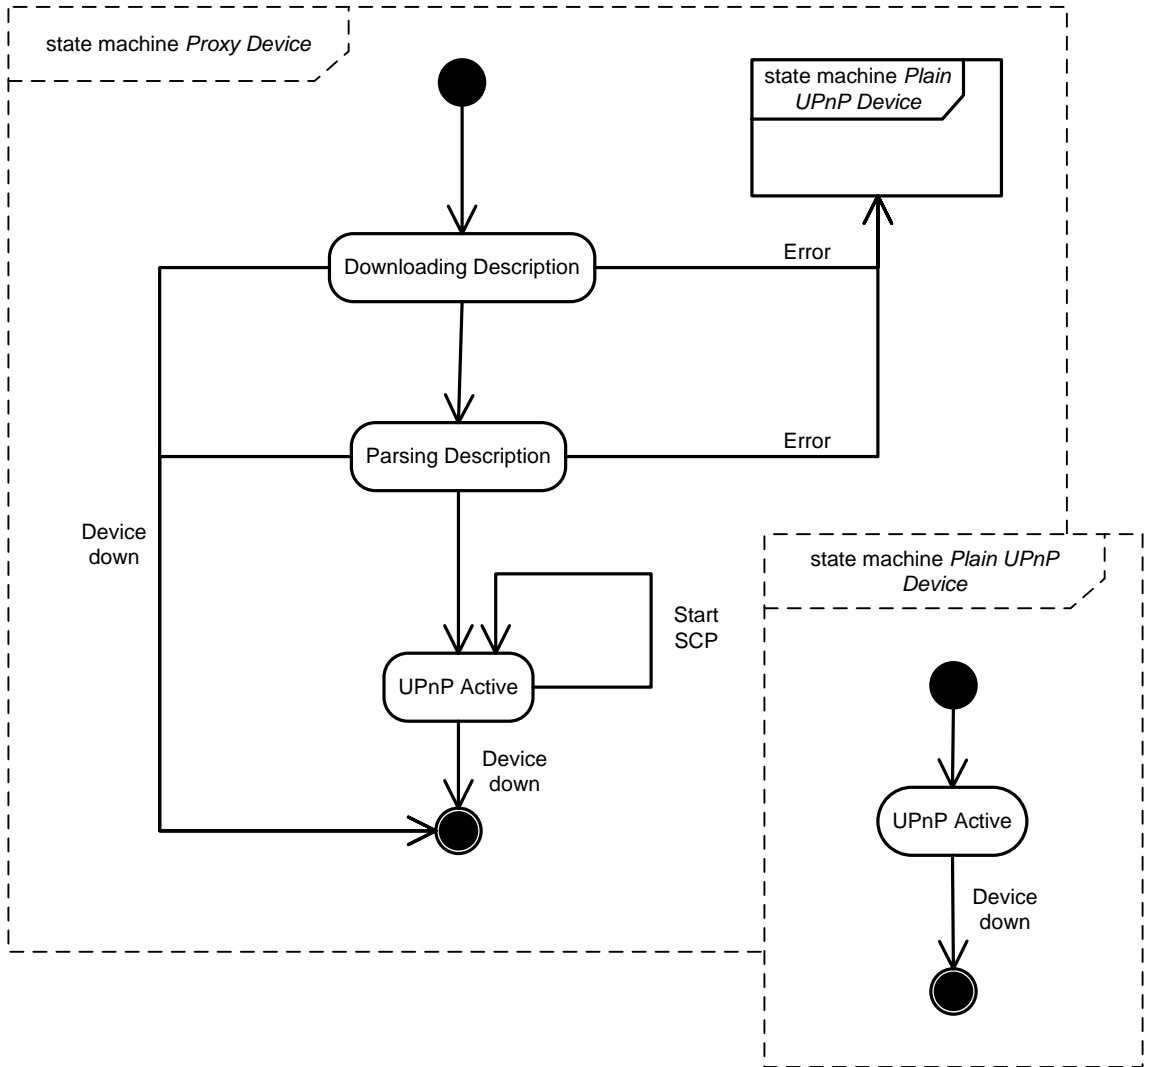 state machine Proxy Device
state machine Plain
UPnP Device
Downloading Description
Error
Parsing Description
Error
Device
down
state machine Plain UPnP
Device
Start
SCP
UPnP Active
Device
down
UPnP Active
Device
down